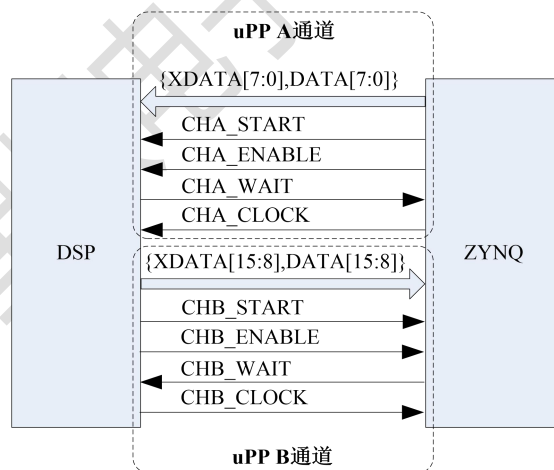 uPP A通道
{XDATA[7:0],DATA[7:0]}
CHA_START
CHA_ENABLE
CHA_WAIT
CHA_CLOCK
DSP
ZYNQ
{XDATA[15:8],DATA[15:8]}
CHB_START
CHB_ENABLE
CHB_WAIT
CHB_CLOCK
uPP B通道